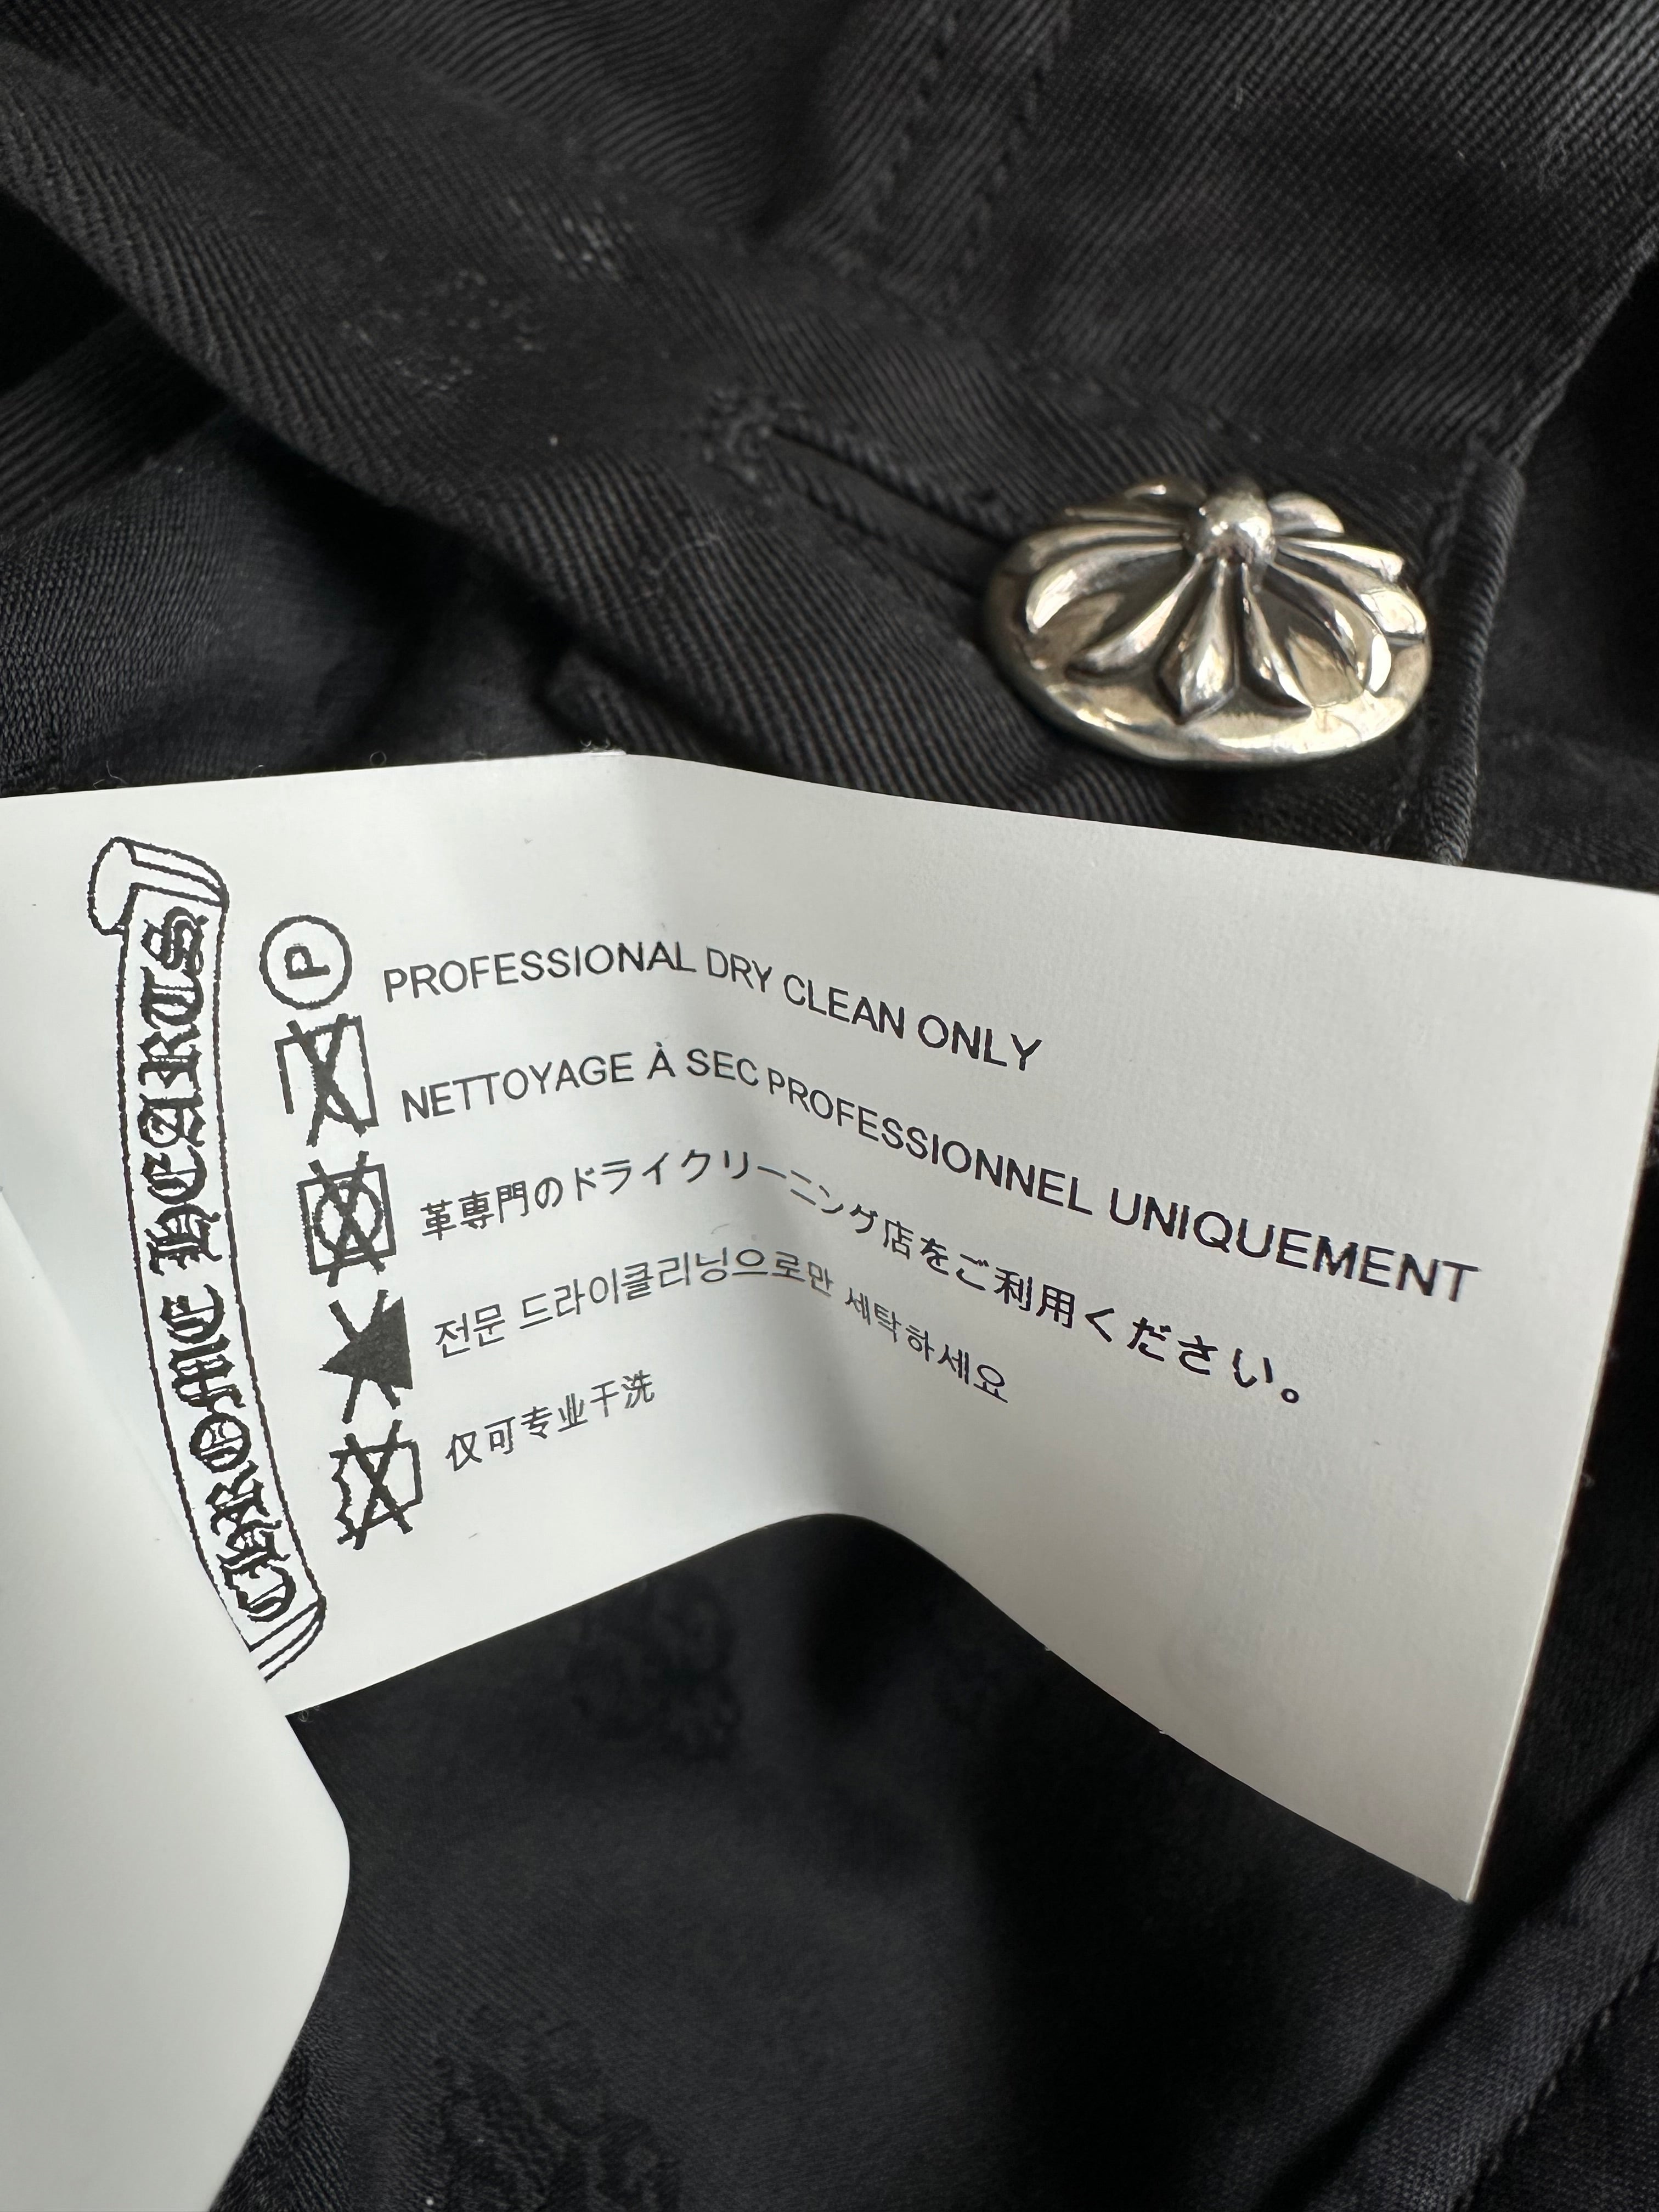 CHROME HEARTS
P
PROFESSIONAL DRY CLEAN ONLY
NETTOYAGE À SEC PROFESSIONNEL UNIQUEMENT
革専門のドライクリーニング店をご利用ください。
전문 드라이클리닝으로만 세탁하세요
仅可专业干洗